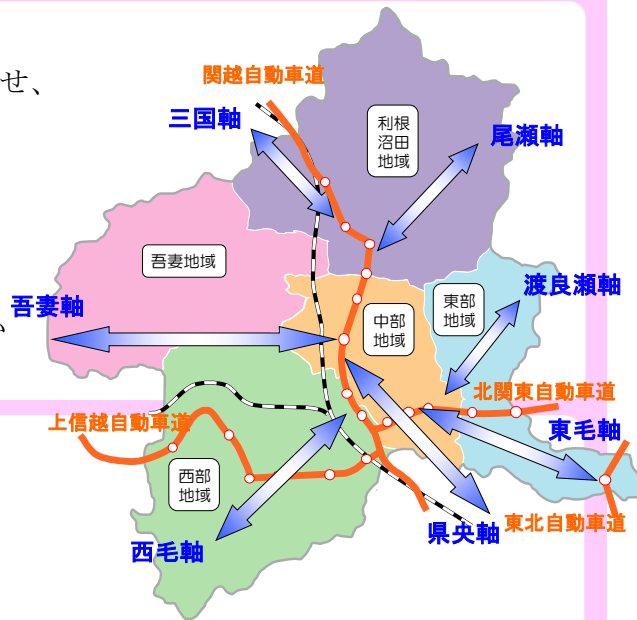 せ、
関越自動車道
三国軸
利根
沼田
地域
尾瀬軸
吾妻地域
吾妻軸
、
渡良瀬軸
東部
地域
中部
地域
北関東自動車道
上信越自動車道
東毛軸
西部
地域
県央軸
東北自動車道
西毛軸